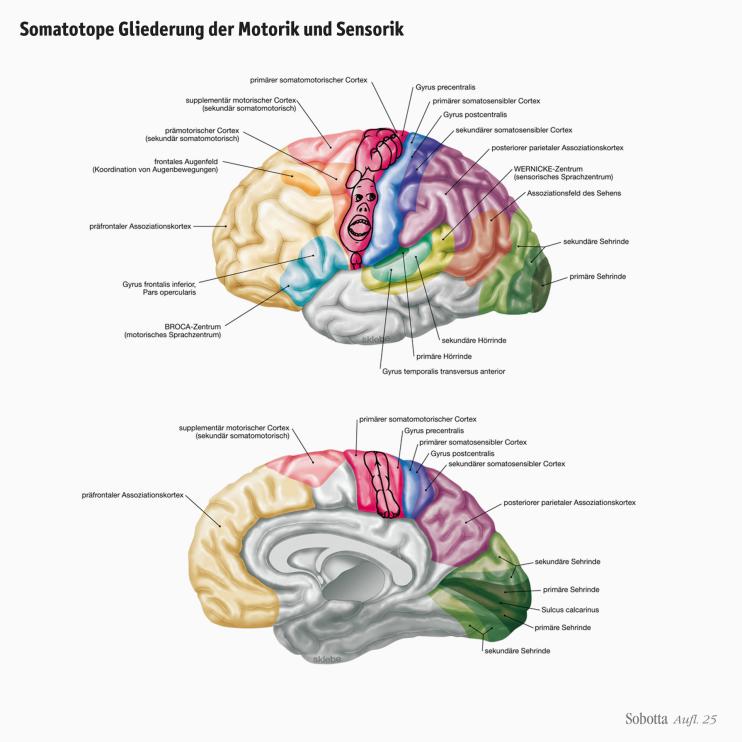 Somatotope Gliederung der Motorik und Sensorik
primärer somatomotorischer Cortex
Gyrus precentralis
supplementär motorischer Cortex
(sekundär somatomotorisch)
primärer somatosensibler Cortex
Gyrus postcentralis
prämotorischer Cortex
(sekundär somatomotorisch)
sekundärer somatosensibler Cortex
posteriorer parietaler Assoziationskortex
frontales Augenfeld
(Koordination von Augenbewegungen)
WERNICKE-Zentrum
(sensorisches Sprachzentrum)
Assoziationsfeld des Sehens
präfrontaler Assoziationskortex
sekundäre Sehrinde
primäre Sehrinde
Gyrus frontalis inferior,
Pars opercularis
BROCA-Zentrum
(motorisches Sprachzentrum)
sklebe
sekundäre Hörrinde
primäre Hörrinde
Gyrus temporalis transversus anterior
primärer somatomotorischer Cortex
supplementär motorischer Cortex
(sekundär somatomotorisch)
Gyrus precentralis
primärer somatosensibler Cortex
Gyrus postcentralis
sekundärer somatosensibler Cortex
präfrontaler Assoziationskortex
posteriorer parietaler Assoziationskortex
sekundäre Sehrinde
primäre Sehrinde
Sulcus calcarinus
primäre Sehrinde
sekundäre Sehrinde
sklebe
Sobotta Aufl. 25